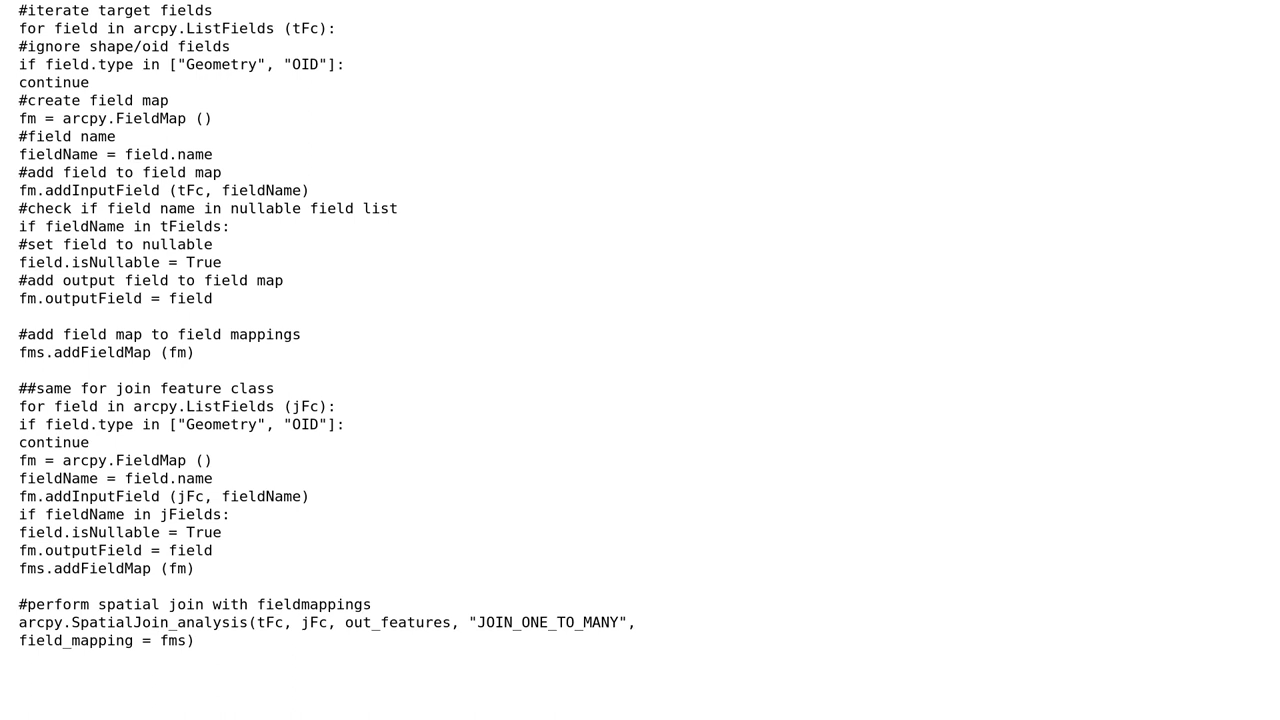 #iterate target fields
for field in arcpy.ListFields (tFc):
#ignore shape/oid fields
if field.type in ["Geometry", "OID"]:
continue
#create field map
fm = arcpy.FieldMap ()
#field name
fieldName = field.name
#add field to field map
fm.addInputField (tFc, fieldName)
#check if field name in nullable field list
if fieldName in tFields:
#set field to nullable
field.isNullable = True
#add output field to field map
fm.outputField = field

#add field map to field mappings
fms.addFieldMap (fm)

##same for join feature class
for field in arcpy.ListFields (jFc):
if field.type in ["Geometry", "OID"]:
continue
fm = arcpy.FieldMap ()
fieldName = field.name
fm.addInputField (jFc, fieldName)
if fieldName in jFields:
field.isNullable = True
fm.outputField = field
fms.addFieldMap (fm)

#perform spatial join with fieldmappings
arcpy.SpatialJoin_analysis(tFc, jFc, out_features, "JOIN_ONE_TO_MANY",
field_mapping = fms)